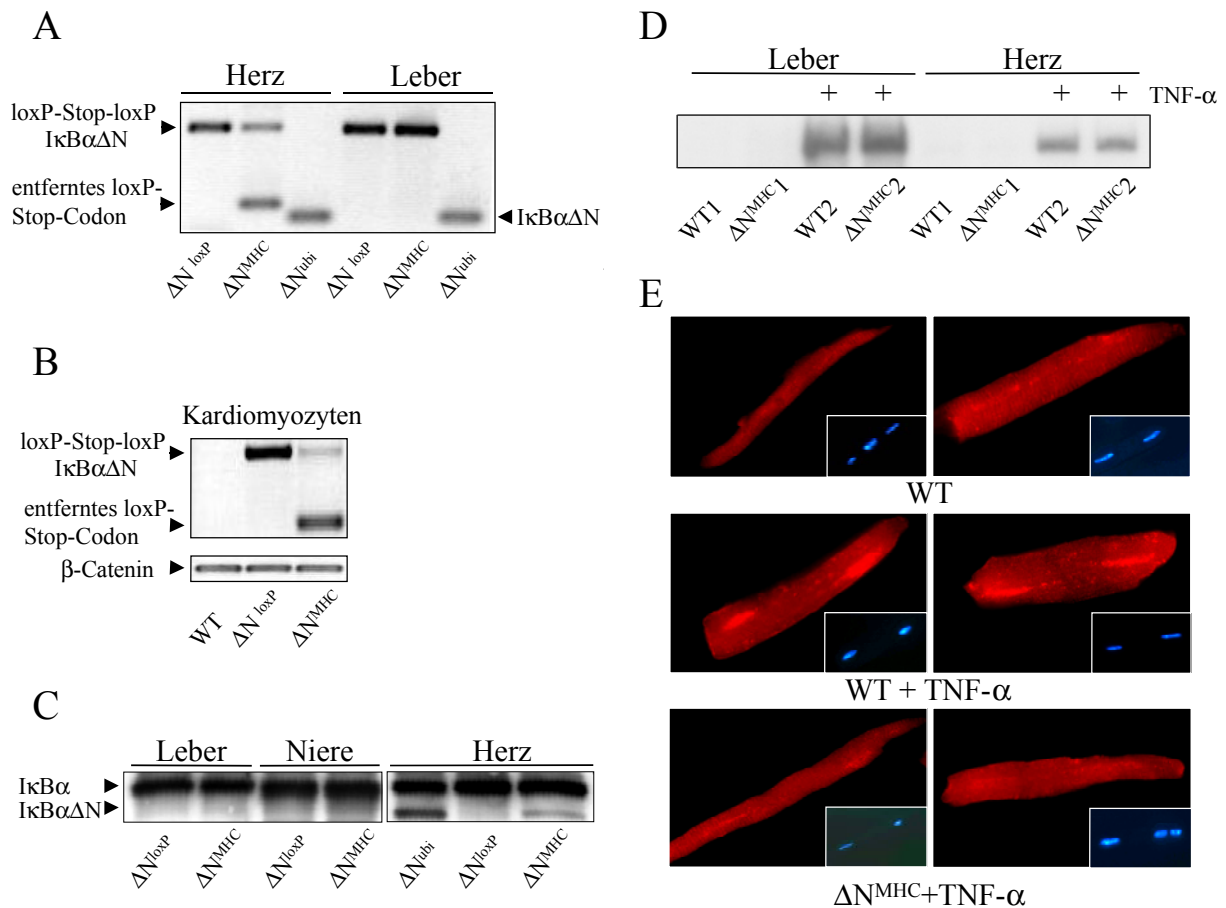 A
Herz Leber
loxP-Stop-loxP
IκBαΔN
entferntes loxP-
Stop-Codon
IκBαΔN
ΔN loxP ΔNMHC ΔNubi ΔN loxP ΔNMHC ΔNubi
B
Kardiomyozyten
loxP-Stop-loxP
IκBαΔN
entferntes loxP-
Stop-Codon
β-Catenin
WT ΔN loxP ΔNMHC
C
Leber Niere Herz
IκBα
IκBαΔN
ΔNloxP ΔNMHC ΔNloxP ΔNMHC ΔNubi ΔNloxP ΔNMHC
D
Leber Herz
+ + + + TNF-α
WT1 ΔNMHC1 WT2 ΔNMHC2 WT1 ΔNMHC1 WT2 ΔNMHC2
E
WT
WT + TNF-α
ΔNMHC+TNF-α